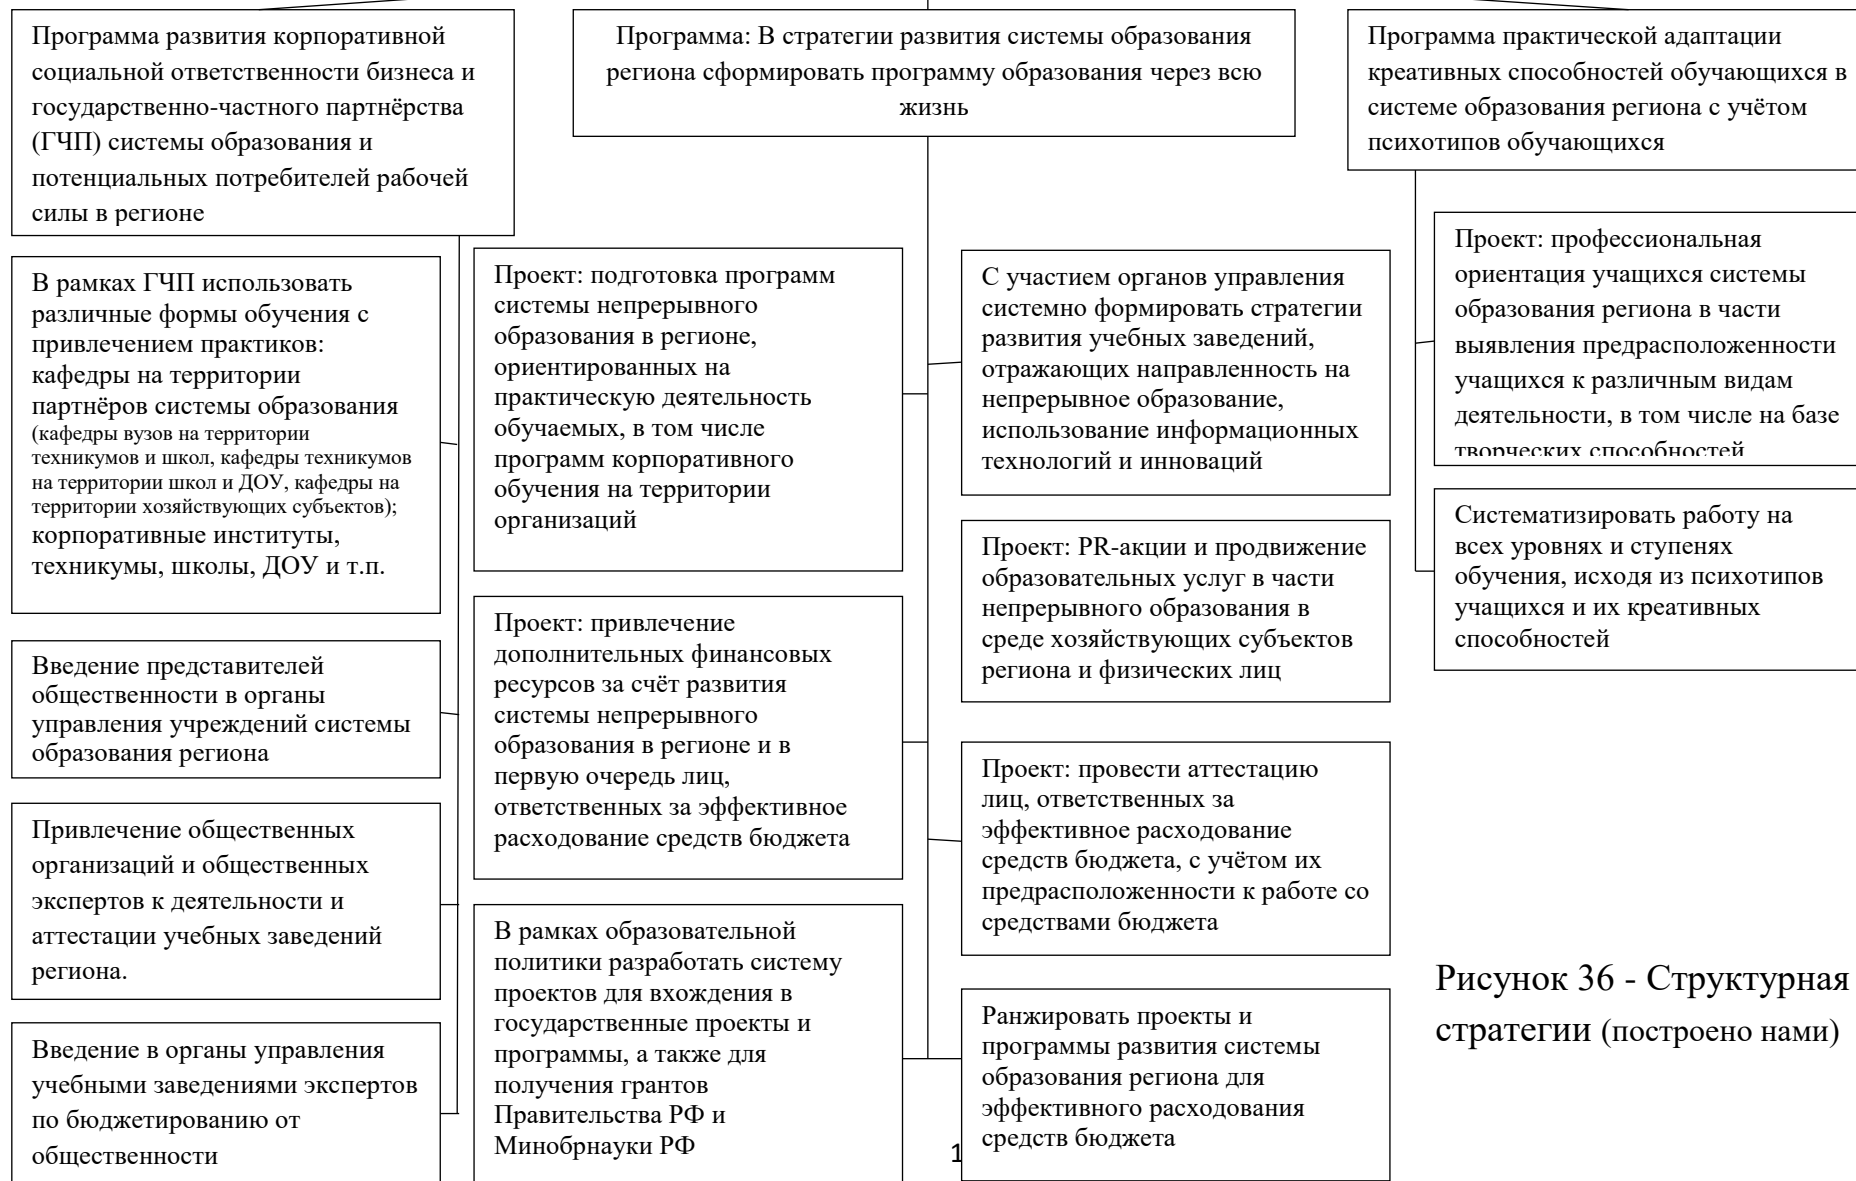 Программа развития корпоративной
социальной ответственности бизнеса и
государственно-частного партнёрства
(ГЧП) системы образования и
потенциальных потребителей рабочей
силы в регионе
Программа: В стратегии развития системы образования
региона сформировать программу образования через всю
жизнь
Программа практической адаптации
креативных способностей обучающихся в
системе образования региона с учётом
психотипов обучающихся
В рамках ГЧП использовать
различные формы обучения с
привлечением практиков:
кафедры на территории
партнёров системы образования
(кафедры вузов на территории
техникумов и школ, кафедры техникумов
на территории школ и ДОУ, кафедры на
территории хозяйствующих субъектов);
корпоративные институты,
техникумы, школы, ДОУ и т.п.
Введение представителей
общественности в органы
управления учреждений системы
образования региона
Привлечение общественных
организаций и общественных
экспертов к деятельности и
аттестации учебных заведений
региона.
Введение в органы управления
учебными заведениями экспертов
по бюджетированию от
общественности
Проект: подготовка программ
системы непрерывного
образования в регионе,
ориентированных на
практическую деятельность
обучаемых, в том числе
программ корпоративного
обучения на территории
организаций
Проект: привлечение
дополнительных финансовых
ресурсов за счёт развития
системы непрерывного
образования в регионе и в
первую очередь лиц,
ответственных за эффективное
расходование средств бюджета
В рамках образовательной
политики разработать систему
проектов для вхождения в
государственные проекты и
программы, а также для
получения грантов
Правительства РФ и
Минобрнауки РФ
С участием органов управления
системно формировать стратегии
развития учебных заведений,
отражающих направленность на
непрерывное образование,
использование информационных
технологий и инноваций
Проект: PR-акции и продвижение
образовательных услуг в части
непрерывного образования в
среде хозяйствующих субъектов
региона и физических лиц
Проект: провести аттестацию
лиц, ответственных за
эффективное расходование
средств бюджета, с учётом их
предрасположенности к работе со
средствами бюджета
Ранжировать проекты и
программы развития системы
образования региона для
эффективного расходования
средств бюджета
Проект: профессиональная
ориентация учащихся системы
образования региона в части
выявления предрасположенности
учащихся к различным видам
деятельности, в том числе на базе
творческих способностей
Систематизировать работу на
всех уровнях и ступенях
обучения, исходя из психотипов
учащихся и их креативных
способностей
Рисунок 36 - Структурная
стратегии (построено нами)
1